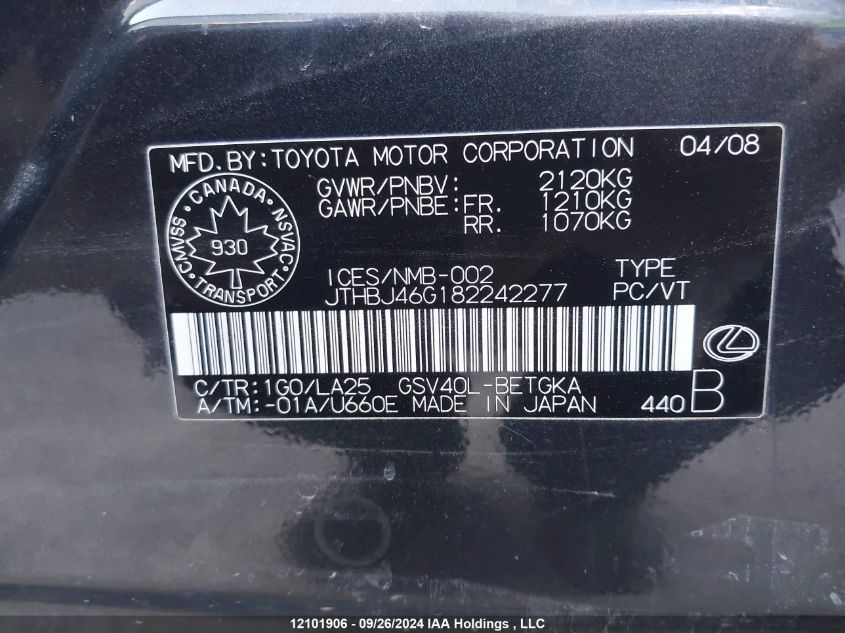 MFD.BY:TOYOTA MOTOR CORPORATION 04/08
GVWR/PNBV: 2120KG
GAWR/PNBE: FR. 1210KG
RR. 1070KG
CANADA
CMVSS NSVAC
930
TRANSPORT
ICES/NMB-002 TYPE
JTHBJ46G182242277 PC/VT
C/TR:1G0/LA25 GSV40L-BETGKA
A/TM:-01A/U660E MADE IN JAPAN 440 B
12101906 - 09/26/2024 IAA Holdings , LLC